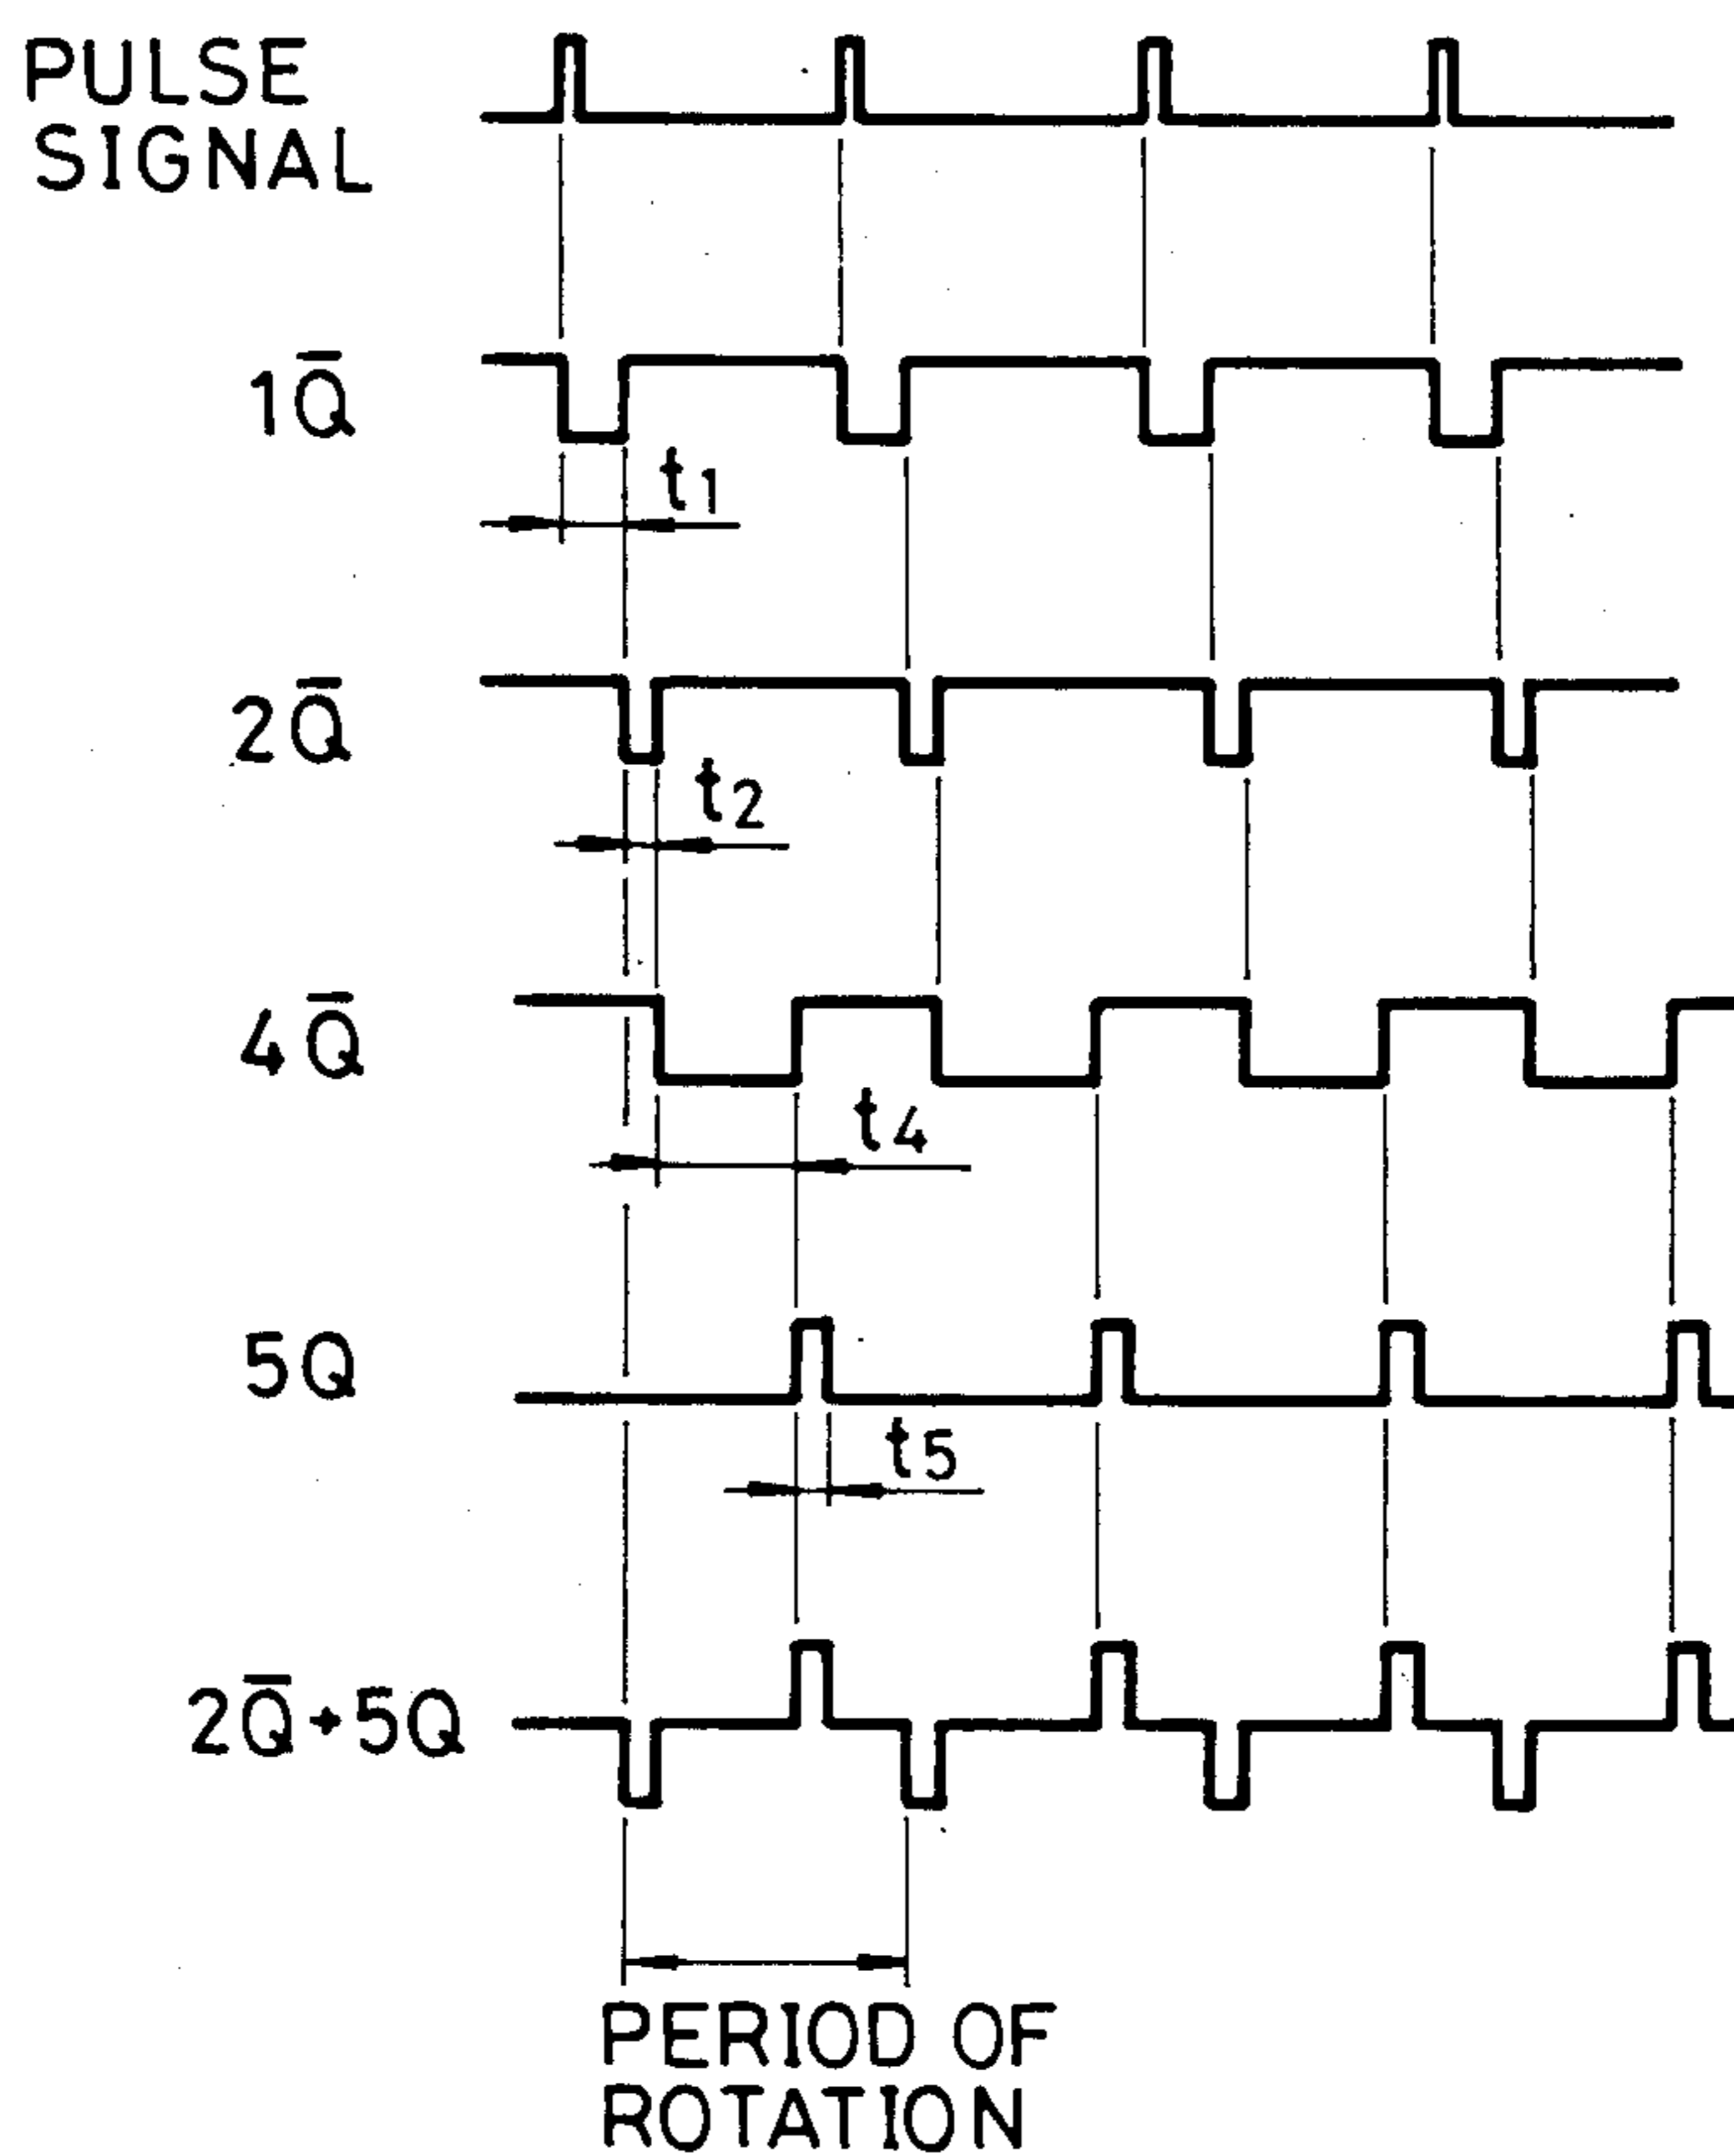 PULSE
SIGNAL
1Q̅
t1
2Q̅
t2
4Q̅
t4
5Q
t5
2Q̅+5Q
PERIOD OF
ROTATION